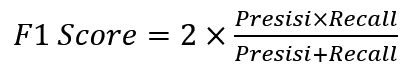 F1 Score = 2 × Presisi×Recall / Presisi+Recall